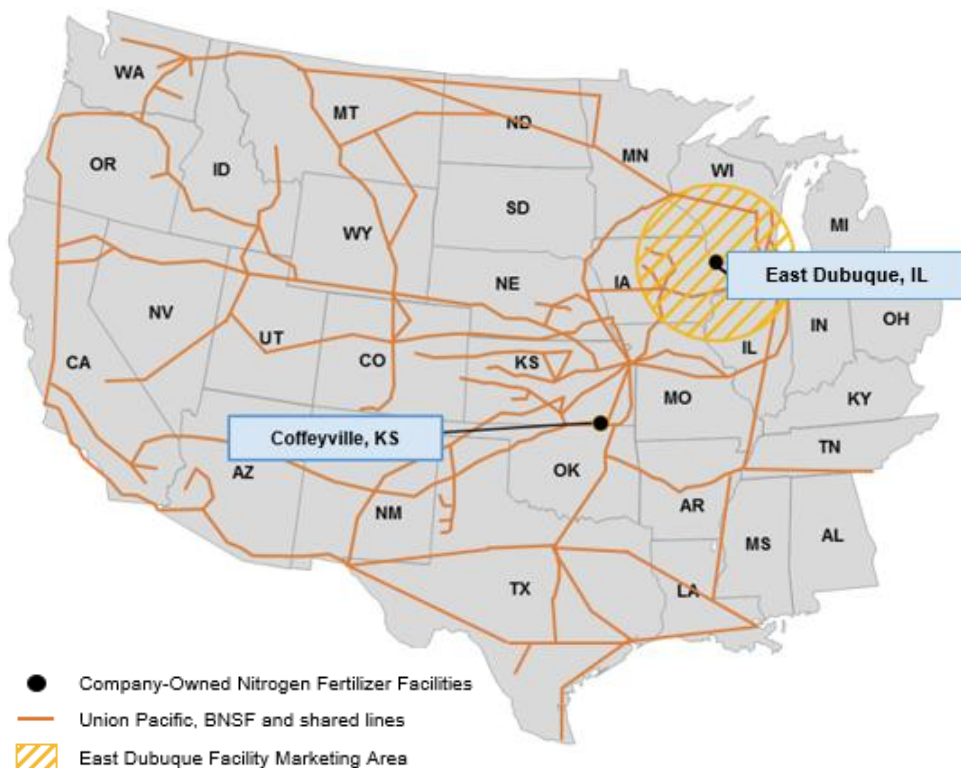 WA
MT
ND
MN
OR
ID
WI
SD
MI
WY
East Dubuque, IL
NE
IA
NV
IN
OH
UT
IL
CA
CO
KS
MO
KY
Coffeyville, KS
TN
AZ
OK
AR
NM
MS
AL
TX
LA
Company-Owned Nitrogen Fertilizer Facilities
Union Pacific, BNSF and shared lines
East Dubuque Facility Marketing Area